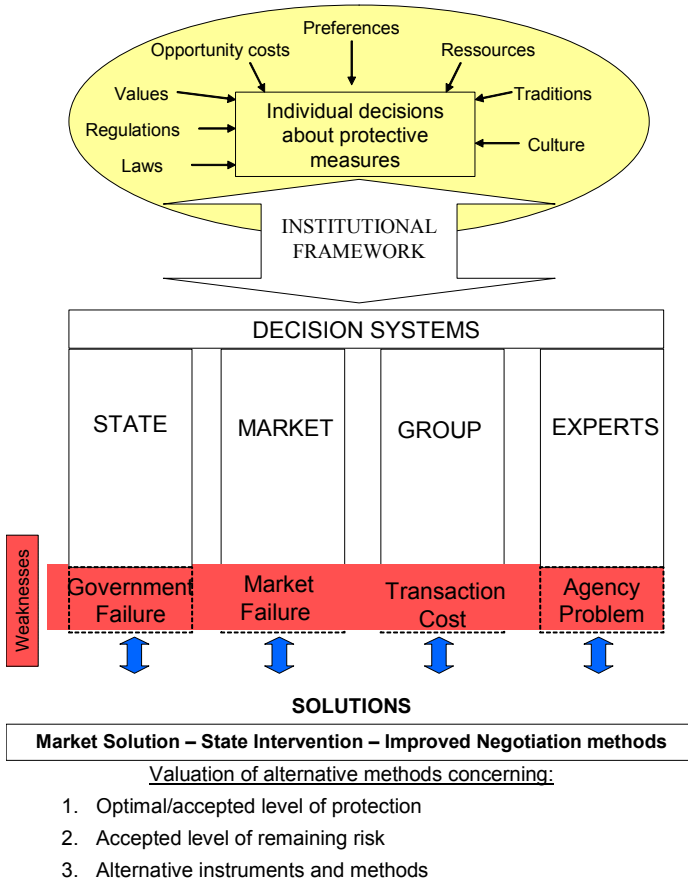 Preferences
Opportunity costs
Ressources
Values
Traditions
Individual decisions
about protective
measures
Regulations
Culture
Laws
INSTITUTIONAL
FRAMEWORK
DECISION SYSTEMS
STATE
MARKET
GROUP
EXPERTS
Weaknesses
Government
Failure
Market
Failure
Transaction
Cost
Agency
Problem
SOLUTIONS
Market Solution – State Intervention – Improved Negotiation methods
Valuation of alternative methods concerning:
1. Optimal/accepted level of protection
2. Accepted level of remaining risk
3. Alternative instruments and methods